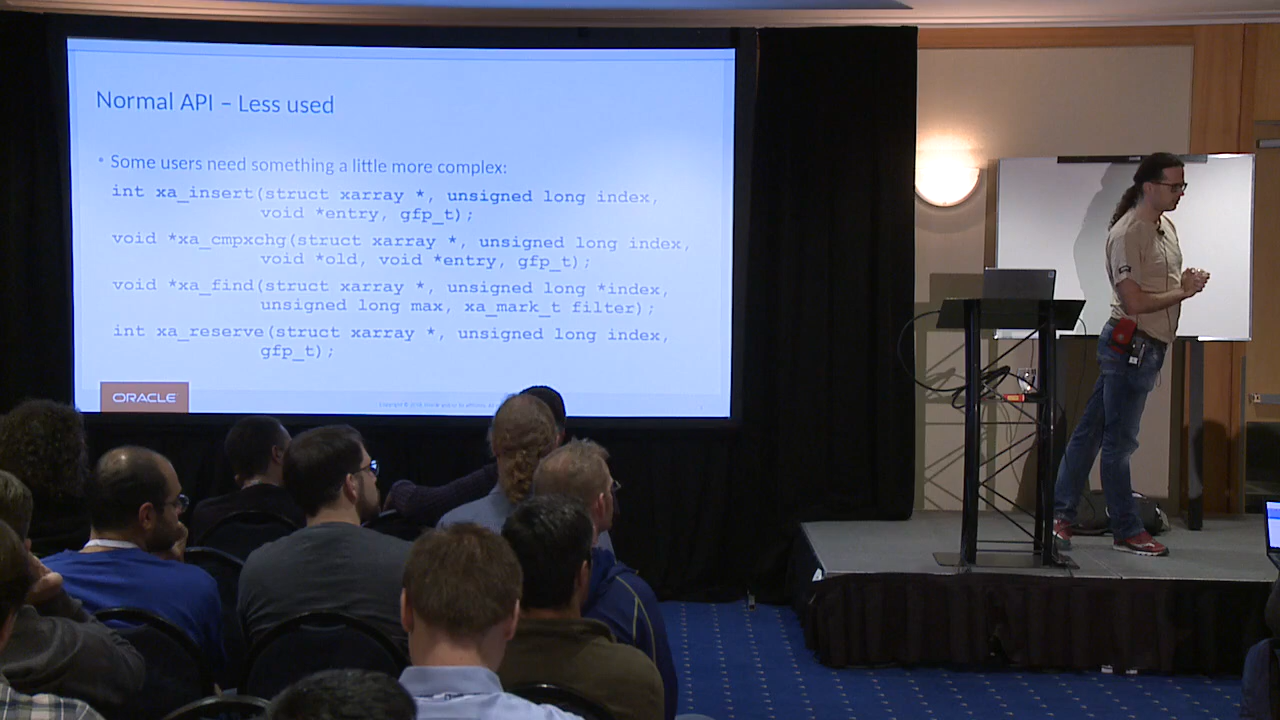 Normal API – Less used
• Some users need something a little more complex:
int xa_insert(struct xarray *, unsigned long index,
void *entry, gfp_t);
void *xa_cmpxchg(struct xarray *, unsigned long index,
void *old, void *entry, gfp_t);
void *xa_find(struct xarray *, unsigned long *index,
unsigned long max, xa_mark_t filter);
int xa_reserve(struct xarray *, unsigned long index,
gfp_t);
ORACLE